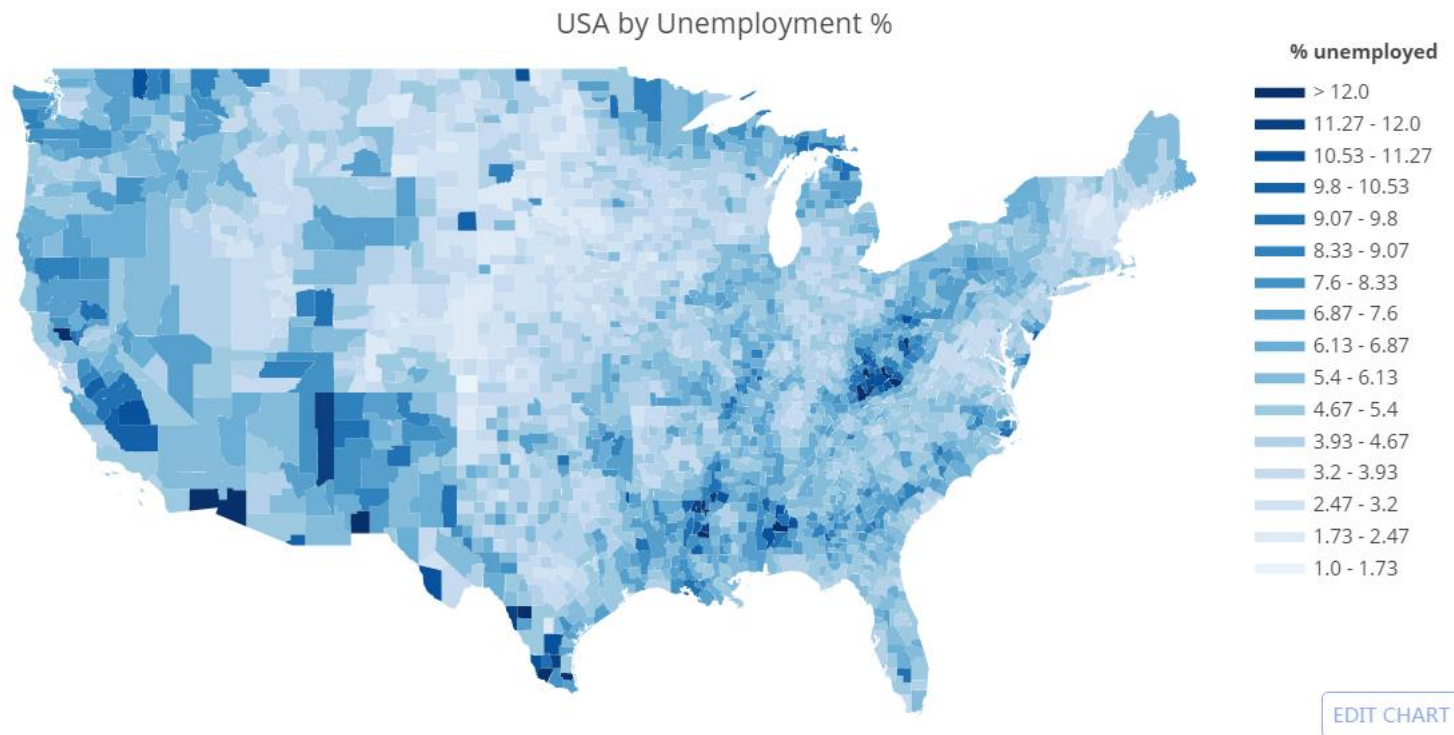 USA by Unemployment %
% unemployed
> 12.0
11.27 - 12.0
10.53 - 11.27
9.8 - 10.53
9.07 - 9.8
8.33 - 9.07
7.6 - 8.33
6.87 - 7.6
6.13 - 6.87
5.4 - 6.13
4.67 - 5.4
3.93 - 4.67
3.2 - 3.93
2.47 - 3.2
1.73 - 2.47
1.0 - 1.73
EDIT CHART